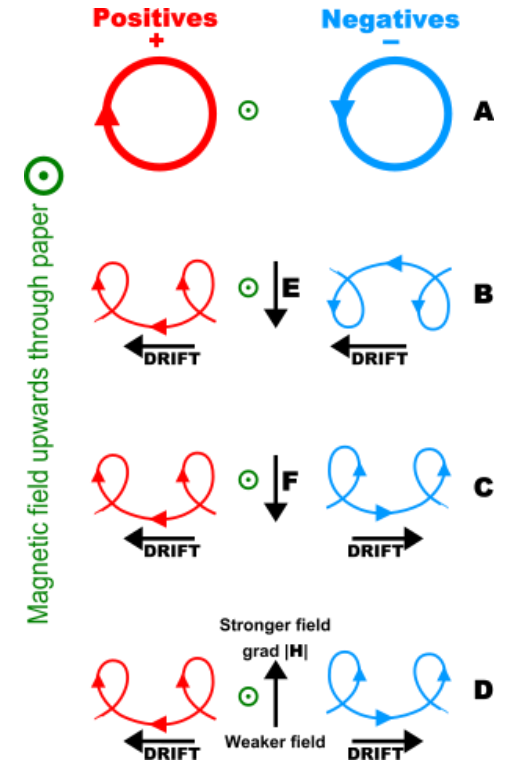 Positives
+
Negatives
–
A
Magnetic field upwards through paper
E
B
DRIFT
DRIFT
F
C
DRIFT
DRIFT
Stronger field
grad |H|
D
Weaker field
DRIFT
DRIFT